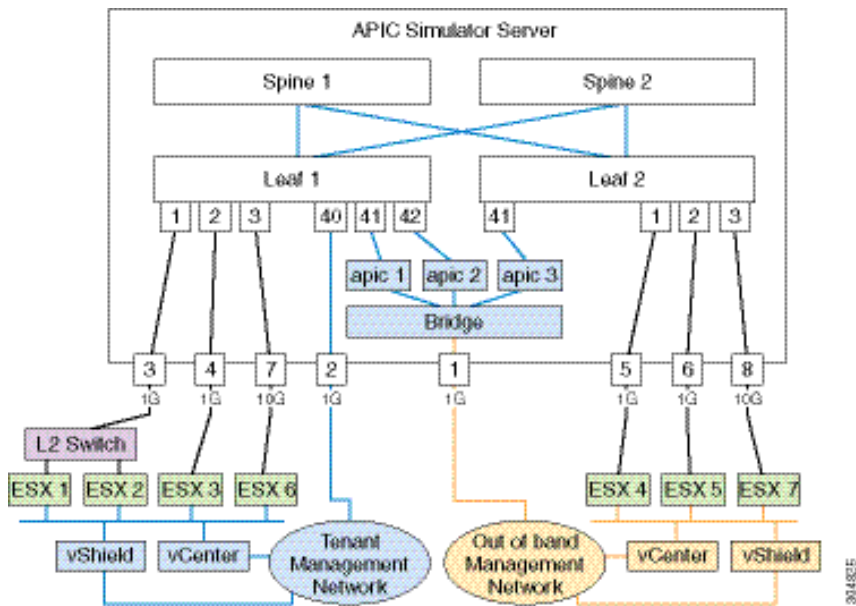 APIC Simulator Server
Spine 1
Spine 2
Leaf 1
Leaf 2
1 2 3 40 41 42 41 1 2 3
apic 1 apic 2 apic 3
Bridge
3 4 7 2 1 5 6 8
1G 1G 10G 1G 1G 1G 1G 10G
L2 Switch
ESX 1 ESX 2 ESX 3 ESX 6 ESX 4 ESX 5 ESX 7
vShield vCenter
Tenant
Management
Network
Out of band
Management
Network
vCenter vShield